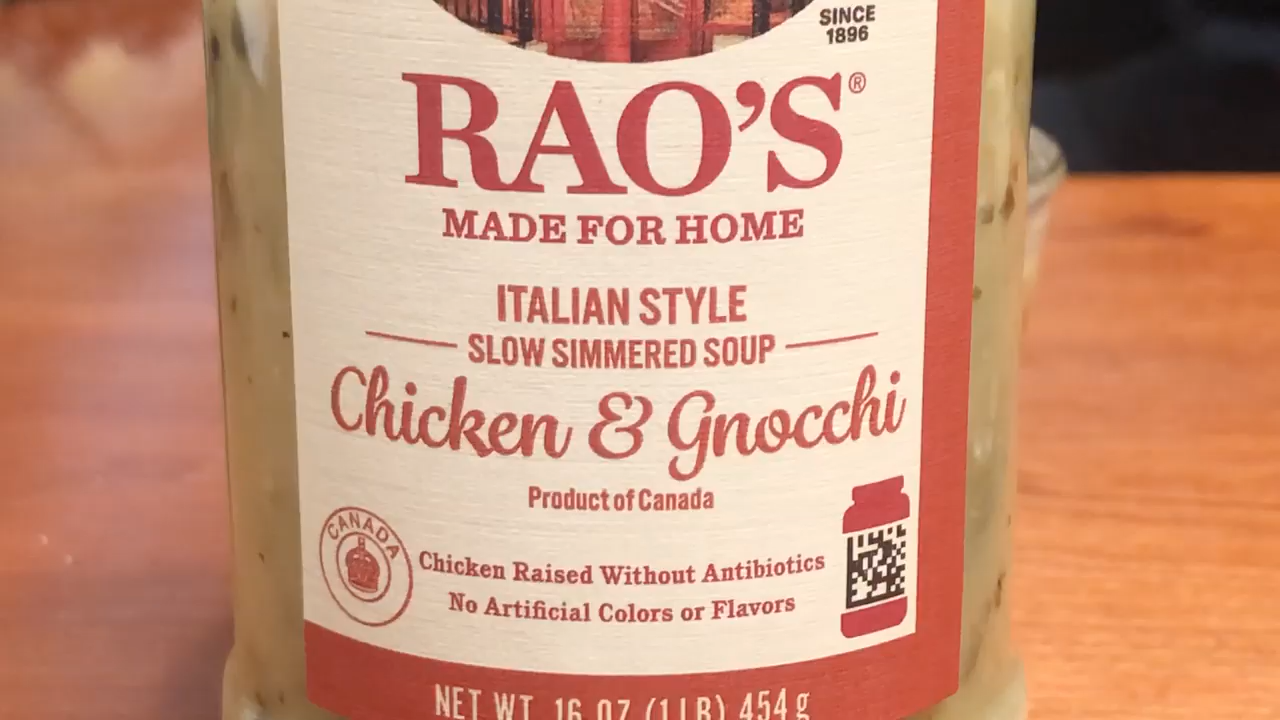 SINCE
1896
RAO'S®
MADE FOR HOME
ITALIAN STYLE
SLOW SIMMERED SOUP
Chicken & Gnocchi
Product of Canada
CANADA
Chicken Raised Without Antibiotics
No Artificial Colors or Flavors
NET WT. 16 OZ (1 LB) 454 g